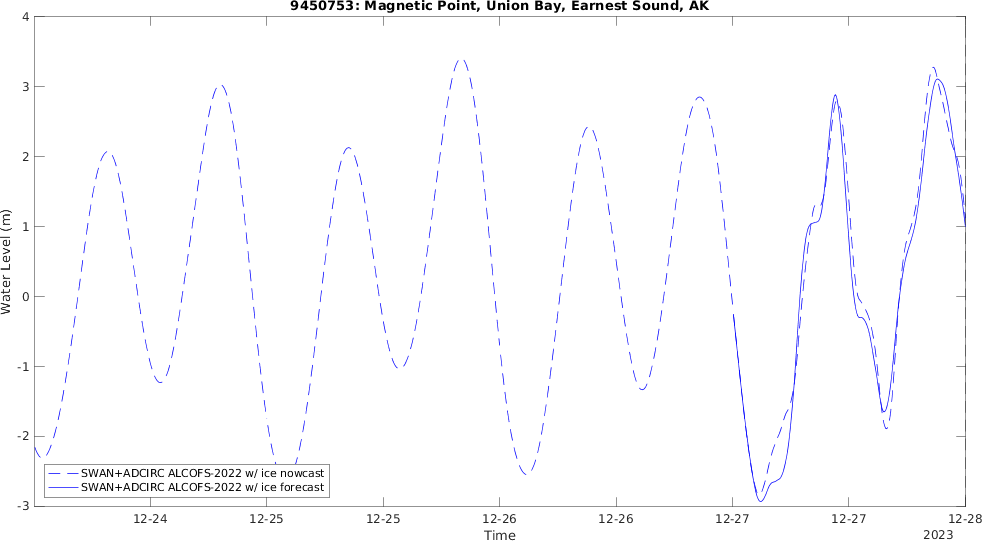 9450753: Magnetic Point, Union Bay, Earnest Sound, AK
4
3
2
1
0
-1
-2
-3
Water Level (m)
SWAN+ADCIRC ALCOFS-2022 w/ ice nowcast
SWAN+ADCIRC ALCOFS-2022 w/ ice forecast
12-24 12-25 12-25 12-26 12-26 12-27 12-27 12-28
Time
2023